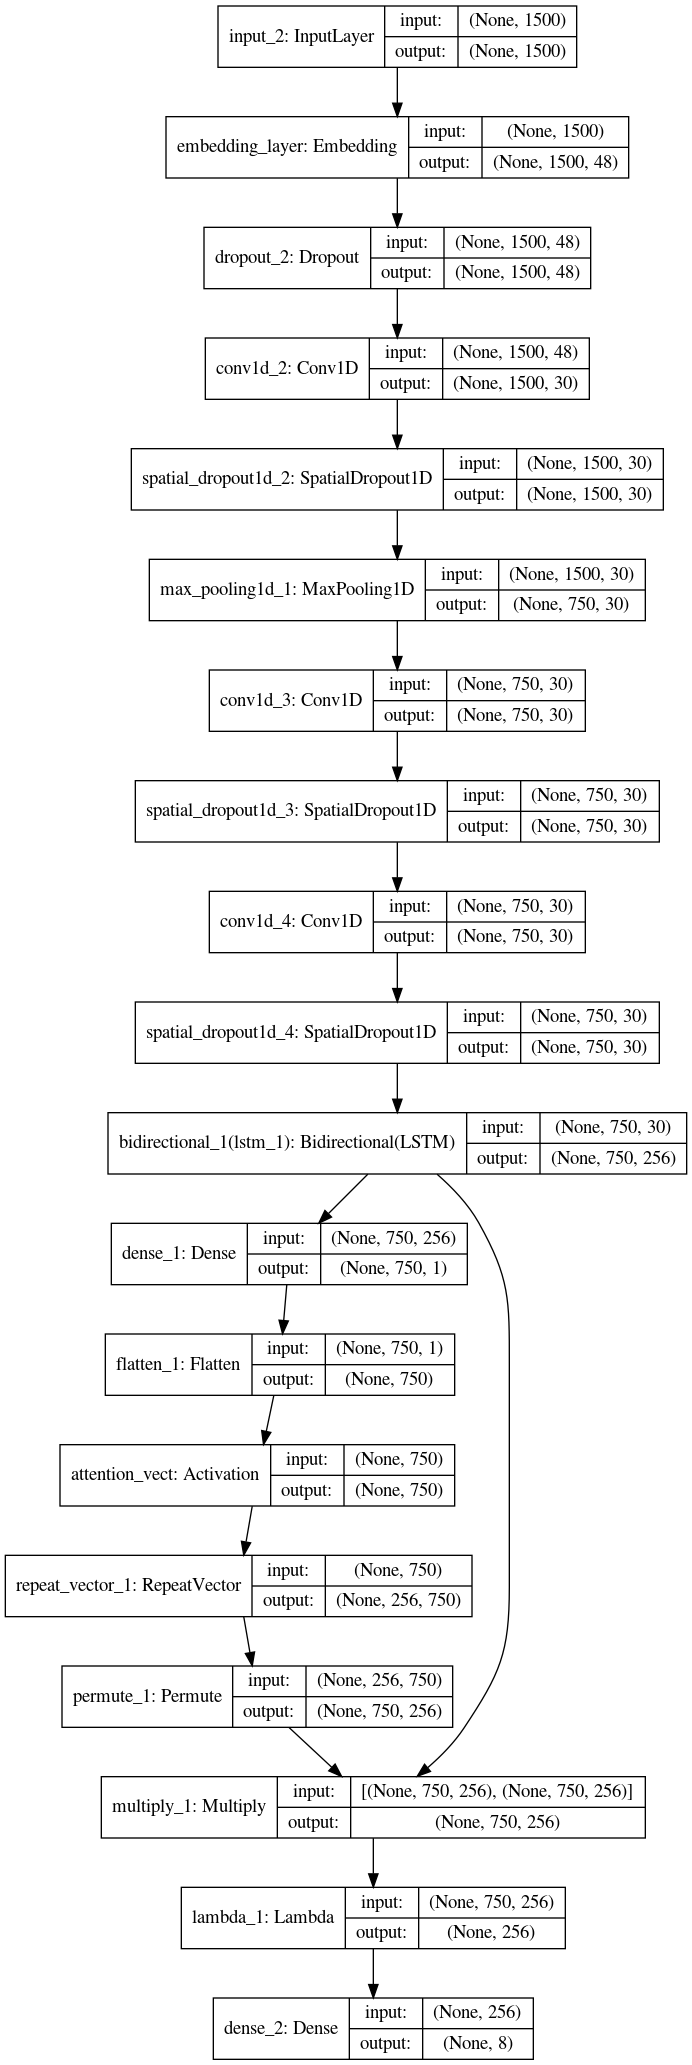 input_2: InputLayer
input: (None, 1500)
output: (None, 1500)
embedding_layer: Embedding
input: (None, 1500)
output: (None, 1500, 48)
dropout_2: Dropout
input: (None, 1500, 48)
output: (None, 1500, 48)
conv1d_2: Conv1D
input: (None, 1500, 48)
output: (None, 1500, 30)
spatial_dropout1d_2: SpatialDropout1D
input: (None, 1500, 30)
output: (None, 1500, 30)
max_pooling1d_1: MaxPooling1D
input: (None, 1500, 30)
output: (None, 750, 30)
conv1d_3: Conv1D
input: (None, 750, 30)
output: (None, 750, 30)
spatial_dropout1d_3: SpatialDropout1D
input: (None, 750, 30)
output: (None, 750, 30)
conv1d_4: Conv1D
input: (None, 750, 30)
output: (None, 750, 30)
spatial_dropout1d_4: SpatialDropout1D
input: (None, 750, 30)
output: (None, 750, 30)
bidirectional_1(lstm_1): Bidirectional(LSTM)
input: (None, 750, 30)
output: (None, 750, 256)
dense_1: Dense
input: (None, 750, 256)
output: (None, 750, 1)
flatten_1: Flatten
input: (None, 750, 1)
output: (None, 750)
attention_vect: Activation
input: (None, 750)
output: (None, 750)
repeat_vector_1: RepeatVector
input: (None, 750)
output: (None, 256, 750)
permute_1: Permute
input: (None, 256, 750)
output: (None, 750, 256)
multiply_1: Multiply
input: [(None, 750, 256), (None, 750, 256)]
output: (None, 750, 256)
lambda_1: Lambda
input: (None, 750, 256)
output: (None, 256)
dense_2: Dense
input: (None, 256)
output: (None, 8)